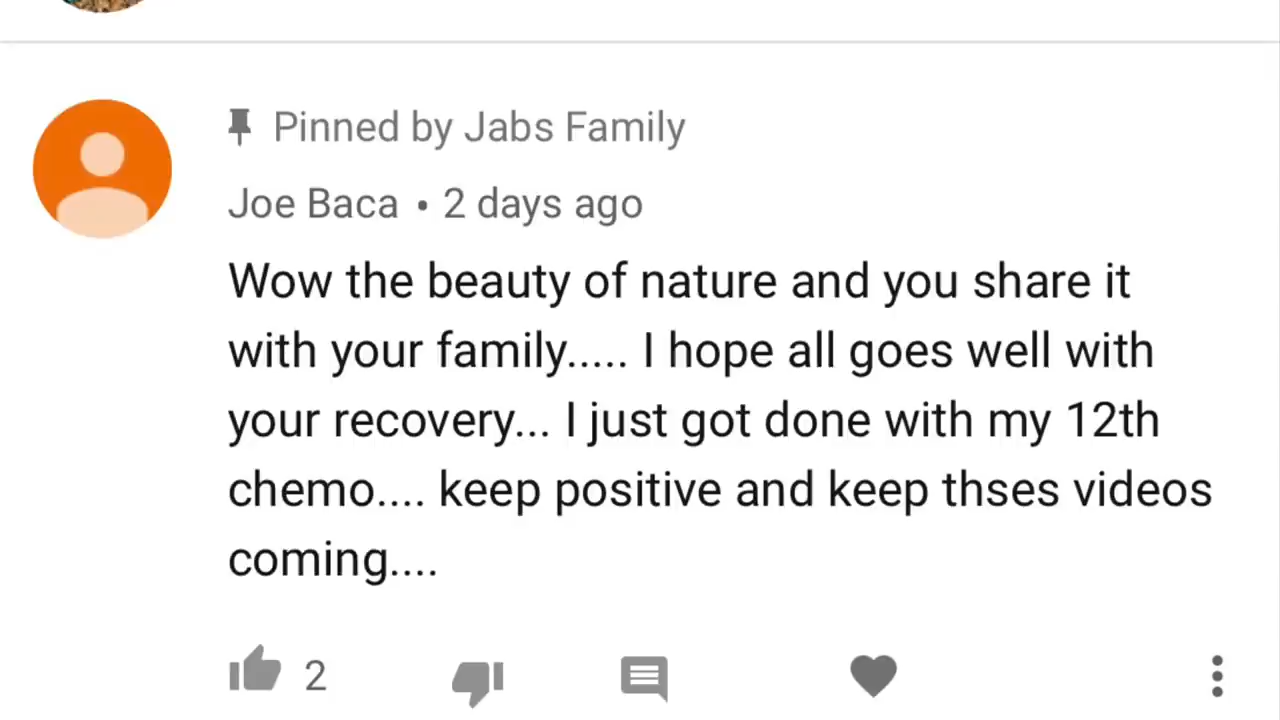 Pinned by Jabs Family
Joe Baca • 2 days ago
Wow the beauty of nature and you share it
with your family..... I hope all goes well with
your recovery... I just got done with my 12th
chemo.... keep positive and keep thses videos
coming....
2